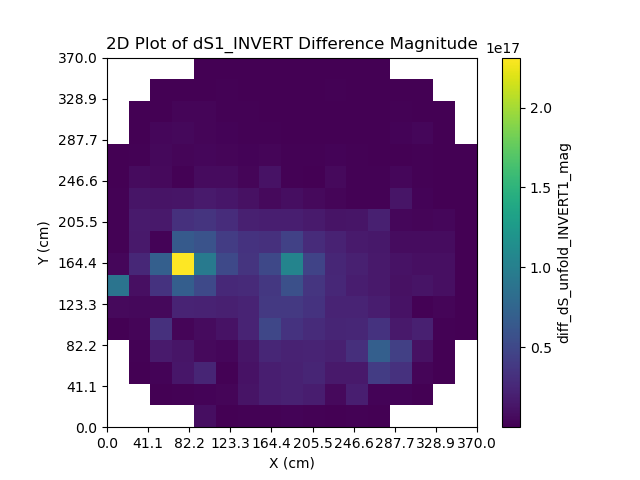 2D Plot of dS1_INVERT Difference Magnitude
1e17
370.0
328.9
287.7
246.6
205.5
164.4
123.3
82.2
41.1
0.0
Y (cm)
0.0 41.1 82.2 123.3 164.4 205.5 246.6 287.7 328.9 370.0
X (cm)
2.0
1.5
1.0
0.5
diff_dS_unfold_INVERT1_mag